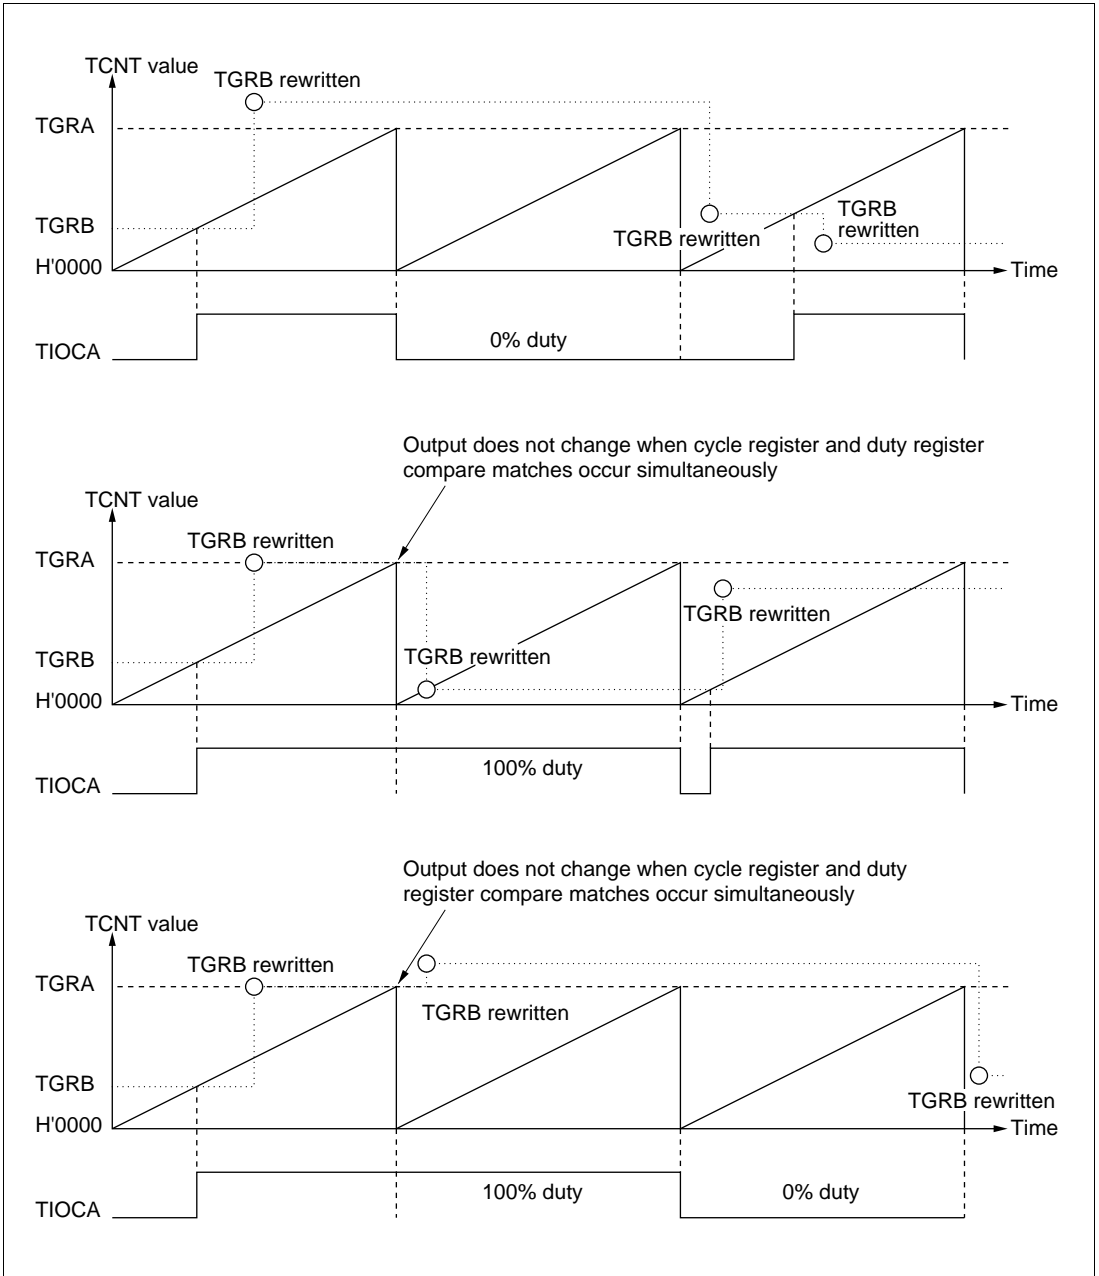 TCNT value
TGRB rewritten
TGRA
TGRB
TGRB
rewritten
TGRB rewritten
H'0000
Time
0% duty
TIOCA
Output does not change when cycle register and duty register
compare matches occur simultaneously
TCNT value
TGRB rewritten
TGRA
TGRB rewritten
TGRB
TGRB rewritten
H'0000
Time
100% duty
TIOCA
Output does not change when cycle register and duty
register compare matches occur simultaneously
TCNT value
TGRB rewritten
TGRA
TGRB rewritten
TGRB
TGRB rewritten
H'0000
Time
100% duty
0% duty
TIOCA